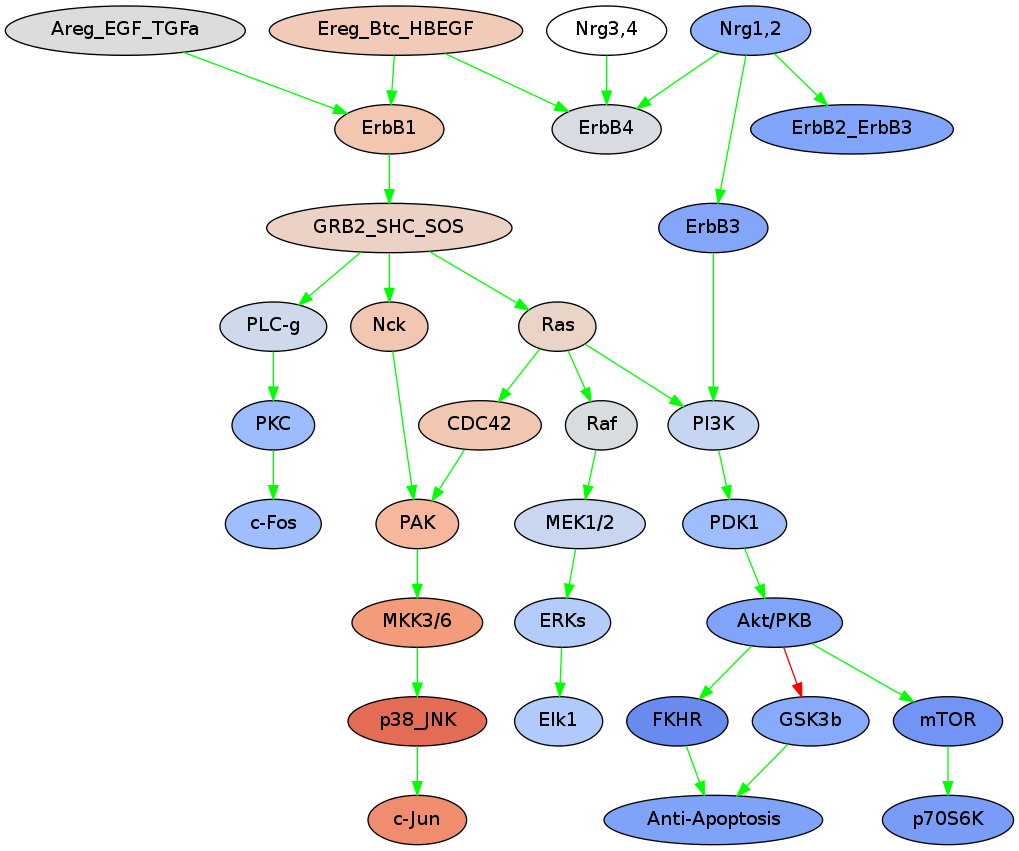 Areg_EGF_TGFa
Ereg_Btc_HBEGF
Nrg3,4
Nrg1,2
ErbB1
ErbB4
ErbB2_ErbB3
GRB2_SHC_SOS
ErbB3
PLC-g
Nck
Ras
PKC
CDC42
Raf
PI3K
c-Fos
PAK
MEK1/2
PDK1
MKK3/6
ERKs
Akt/PKB
p38_JNK
Elk1
FKHR
GSK3b
mTOR
c-Jun
Anti-Apoptosis
p70S6K